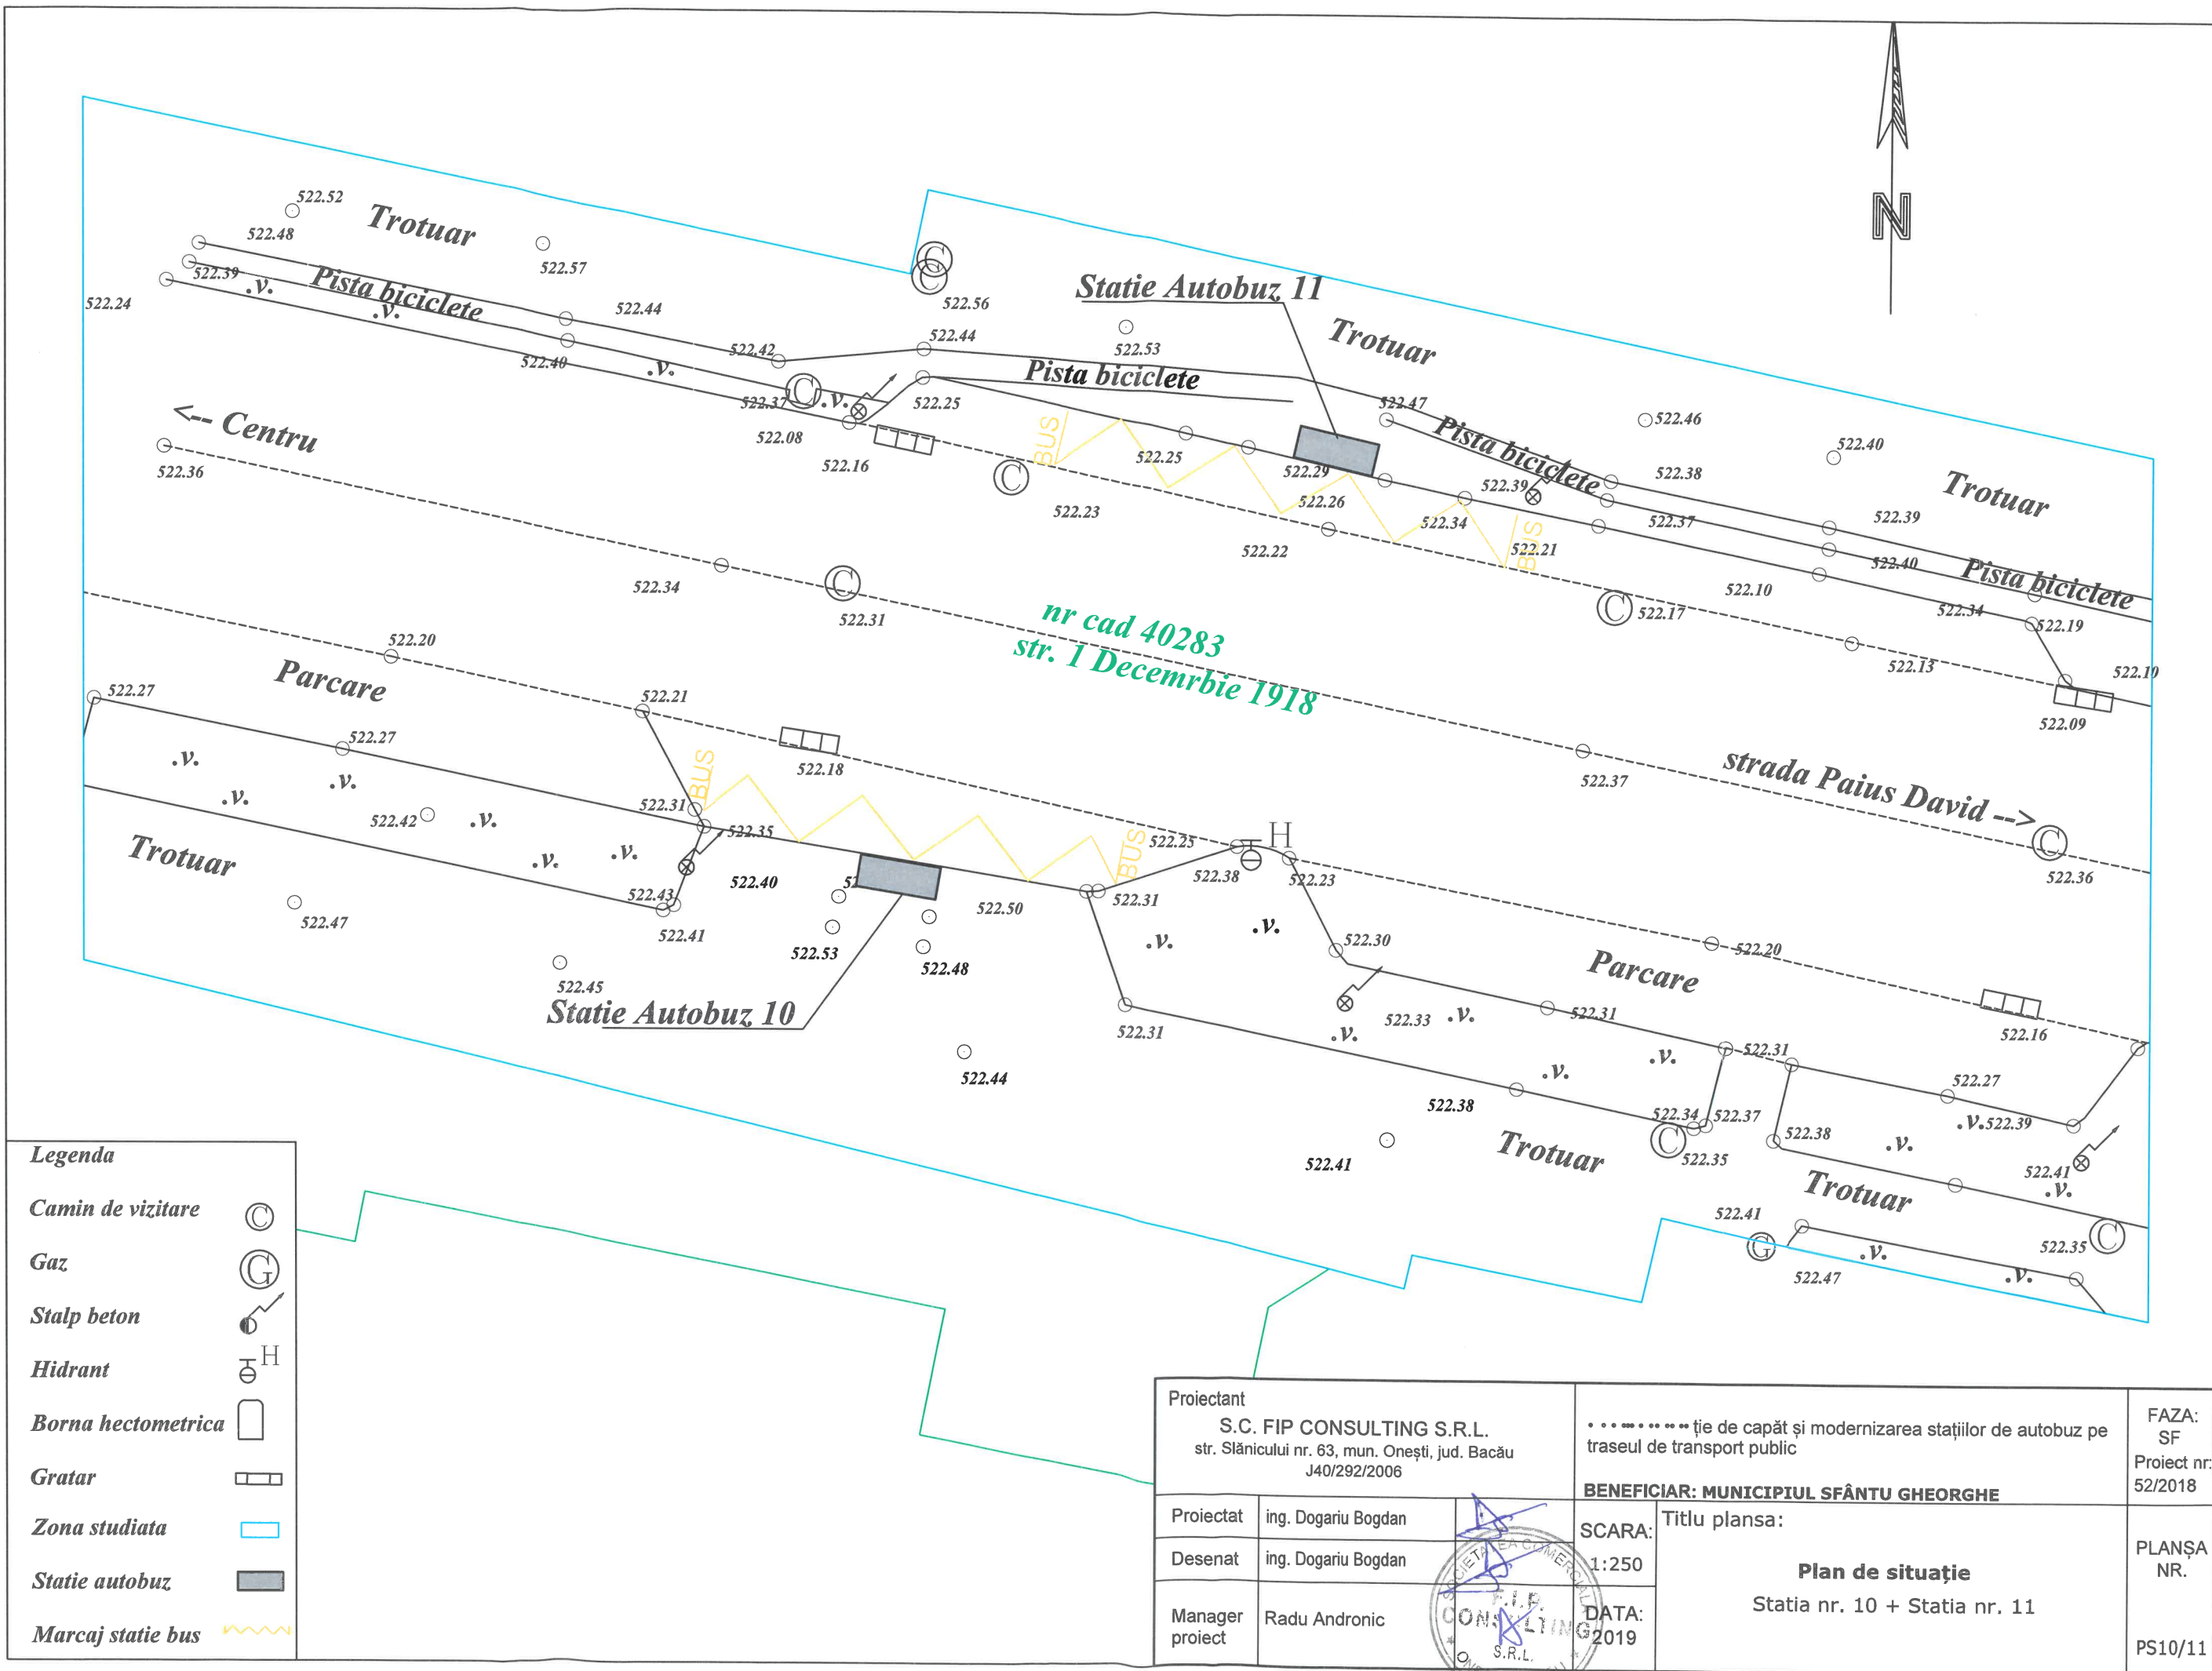 522.52
Trotuar
522.48
522.57
522.39
.v.
Pista biciclete
.v.
522.24
522.44
522.56
Statie Autobuz 11
522.42
522.44
522.53
Trotuar
522.40
.v.
Pista biciclete
522.37
.v.
522.25
522.47
522.46
Pista biciclete
522.40
<-- Centru
522.08
BUS
522.16
522.25
522.29
522.39
522.38
Trotuar
522.36
C
522.23
522.26
522.34
522.37
522.39
522.22
BUS
522.21
522.40
Pista biciclete
522.34
C
522.31
522.10
522.17
522.34
522.19
nr cad 40283
str. 1 Decemrbie 1918
522.20
522.13
522.10
Parcare
522.27
522.21
522.09
522.27
522.18
522.37
strada Paius David -->
.v.
.v.
.v.
BUS
522.31
522.42
.v.
522.35
522.25
H
C
522.36
Trotuar
.v.
.v.
BUS
522.40
522.38
522.23
522.43
522.50
522.31
522.47
522.41
.v.
.v.
522.53
522.48
522.30
522.20
Parcare
522.45
Statie Autobuz 10
522.31
522.33
.v.
522.31
.v.
522.16
522.44
.v.
522.31
.v.
522.27
522.38
522.34
522.37
.v.
522.39
522.41
Trotuar
C
522.35
522.38
.v.
522.41
.v.
Trotuar
522.41
G
522.47
.v.
522.35
C
.v.
N
Legenda
Camin de vizitare C
Gaz G
Stalp beton
Hidrant H
Borna hectometrica
Gratar
Zona studiata
Statie autobuz
Marcaj statie bus
Proiectant
S.C. FIP CONSULTING S.R.L.
str. Slănicului nr. 63, mun. Onești, jud. Bacău
J40/292/2006
ție de capăt și modernizarea stațiilor de autobuz pe
traseul de transport public
BENEFICIAR: MUNICIPIUL SFÂNTU GHEORGHE
FAZA:
SF
Proiect nr:
52/2018
Proiectat ing. Dogariu Bogdan
Desenat ing. Dogariu Bogdan
Manager
proiect
Radu Andronic
SOCIETATEA COMERCIALA
F.I.P.
CONSULTING
S.R.L.
SCARA:
1:250
DATA:
2019
Titlu plansa:
Plan de situație
Statia nr. 10 + Statia nr. 11
PLANȘA
NR.
PS10/11